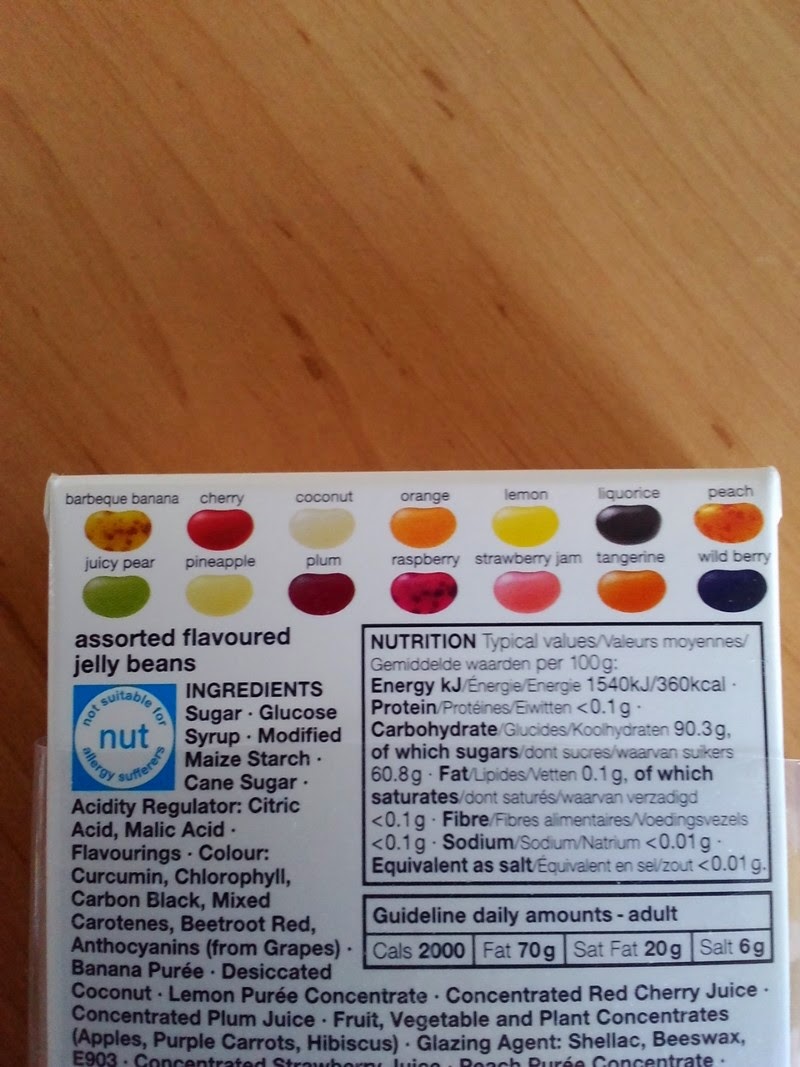 barbeque banana cherry coconut orange lemon liquorice peach
juicy pear pineapple plum raspberry strawberry jam tangerine wild berry
assorted flavoured
jelly beans
not suitable for
nut
allergy sufferers
INGREDIENTS
Sugar · Glucose
Syrup · Modified
Maize Starch ·
Cane Sugar ·
Acidity Regulator: Citric
Acid, Malic Acid ·
Flavourings · Colour:
Curcumin, Chlorophyll,
Carbon Black, Mixed
Carotenes, Beetroot Red,
Anthocyanins (from Grapes) ·
Banana Purée · Desiccated
Coconut · Lemon Purée Concentrate · Concentrated Red Cherry Juice ·
Concentrated Plum Juice · Fruit, Vegetable and Plant Concentrates
(Apples, Purple Carrots, Hibiscus) · Glazing Agent: Shellac, Beeswax,
E903 · Concentrated Strawberry Juice · Peach Purée Concentrate ·
NUTRITION Typical values/Valeurs moyennes/
Gemiddelde waarden per 100g:
Energy kJ/Énergie/Energie 1540kJ/360kcal ·
Protein/Protéines/Eiwitten <0.1g ·
Carbohydrate/Glucides/Koolhydraten 90.3g,
of which sugars/dont sucres/waarvan suikers
60.8g · Fat/Lipides/Vetten 0.1g, of which
saturates/dont saturés/waarvan verzadigd
<0.1g · Fibre/Fibres alimentaires/Voedingsvezels
<0.1g · Sodium/Sodium/Natrium <0.01g ·
Equivalent as salt/Équivalent en sel/zout <0.01g.
Guideline daily amounts - adult
Cals 2000 Fat 70g Sat Fat 20g Salt 6g